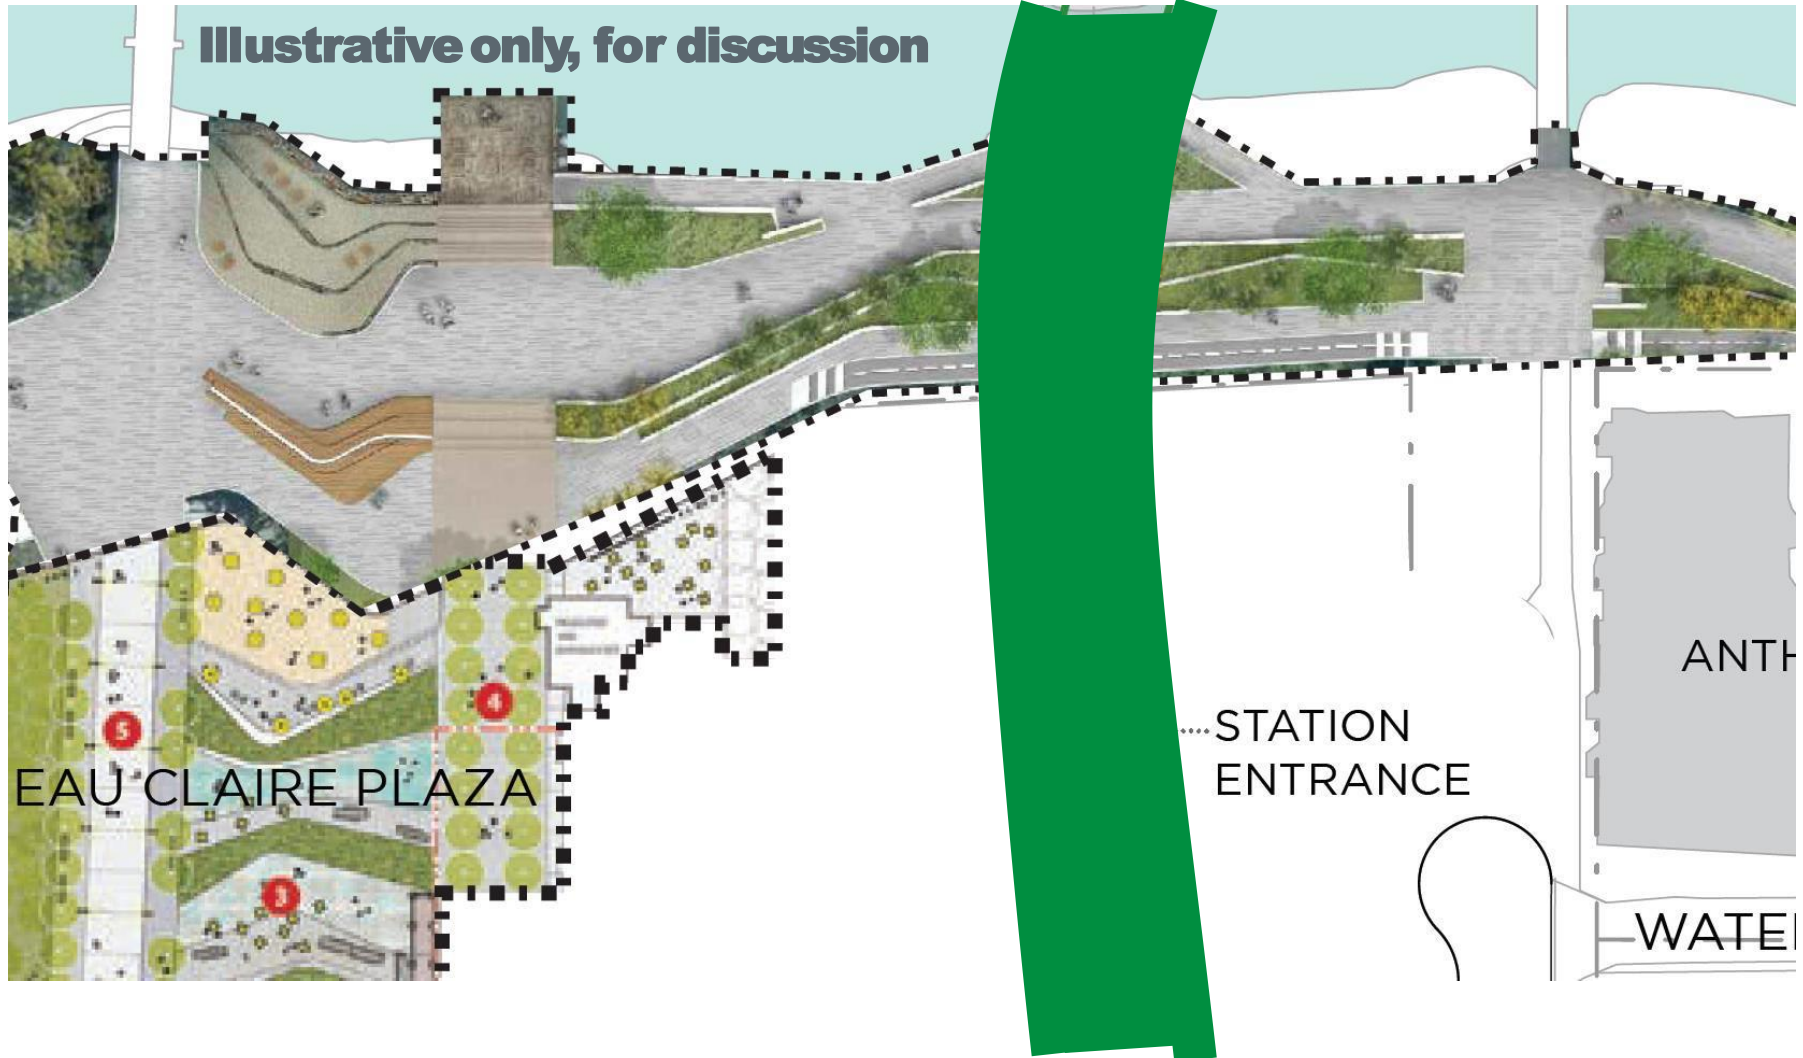 Illustrative only, for discussion
ANTH
4
STATION
5
ENTRANCE
EAU CLAIRE PLAZA
3
WATE